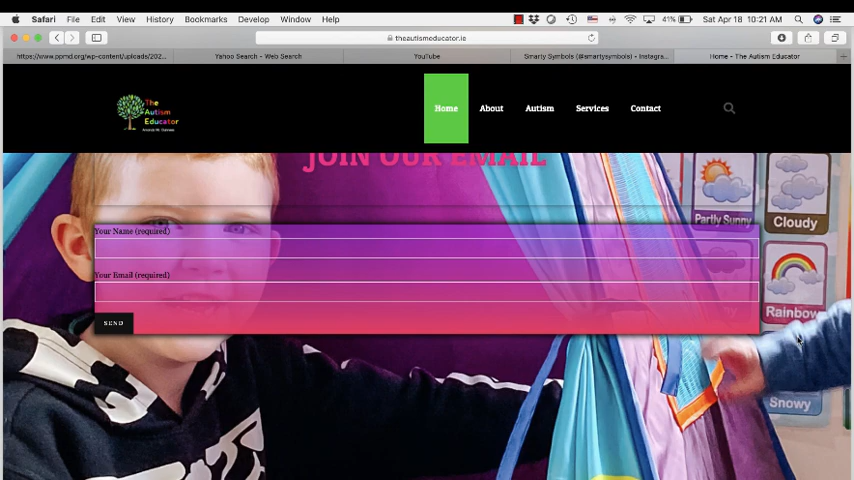 Safari File Edit View History Bookmarks Develop Window Help 41% Sat Apr 18 10:21 AM
theautismeducator.ie
https://www.ppmd.org/wp-content/uploads/202... Yahoo Search - Web Search YouTube Smarty Symbols (@smartysymbols) - Instagra... Home - The Autism Educator
The
Autism
Educator
Home About Autism Services Contact
JOIN OUR EMAIL
Partly Sunny Cloudy
Your Name (required)
Your Email (required)
Rainbow
SEND
Snowy